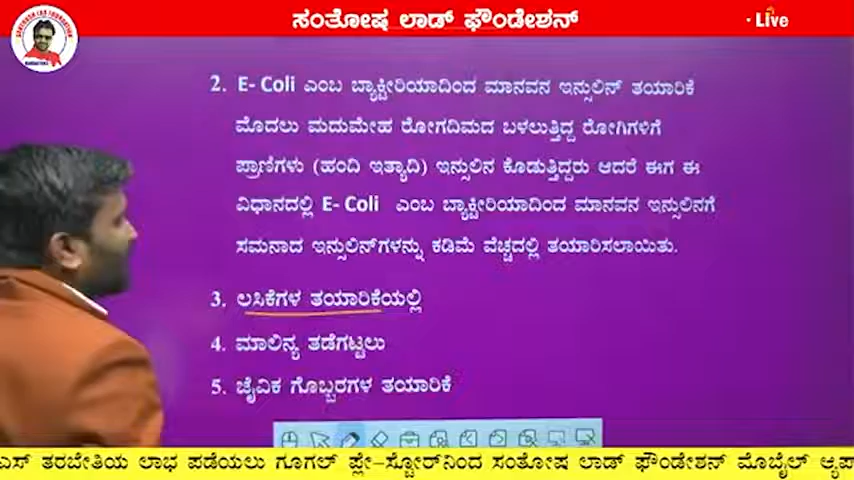 ಸಂತೋಷ ಲಾಡ್ ಫೌಂಡೇಶನ್
Live
2. E- Coli ಎಂಬ ಬ್ಯಾಕ್ಟೀರಿಯಾದಿಂದ ಮಾನವನ ಇನ್ಸುಲಿನ್ ತಯಾರಿಕೆ
ಮೊದಲು ಮದುಮೇಹ ರೋಗದಿಮದ ಬಳಲುತ್ತಿದ್ದ ರೋಗಿಗಳಿಗೆ
ಪ್ರಾಣಿಗಳು (ಹಂದಿ ಇತ್ಯಾದಿ) ಇನ್ಸುಲಿನ ಕೊಡುತ್ತಿದ್ದರು ಆದರೆ ಈಗ ಈ
ವಿಧಾನದಲ್ಲಿ E- Coli ಎಂಬ ಬ್ಯಾಕ್ಟೀರಿಯಾದಿಂದ ಮಾನವನ ಇನ್ಸುಲಿನಗೆ
ಸಮನಾದ ಇನ್ಸುಲಿನ್‌ಗಳನ್ನು ಕಡಿಮೆ ವೆಚ್ಚದಲ್ಲಿ ತಯಾರಿಸಲಾಯಿತು.
3. ಲಸಿಕೆಗಳ ತಯಾರಿಕೆಯಲ್ಲಿ
4. ಮಾಲಿನ್ಯ ತಡೆಗಟ್ಟಲು
5. ಜೈವಿಕ ಗೊಬ್ಬರಗಳ ತಯಾರಿಕೆ
ಎಸ್ ತರಬೇತಿಯ ಲಾಭ ಪಡೆಯಲು ಗೂಗಲ್ ಪ್ಲೇ-ಸ್ಟೋರ್‌ನಿಂದ ಸಂತೋಷ ಲಾಡ್ ಫೌಂಡೇಶನ್ ಮೊಬೈಲ್ ಆ್ಯಪ